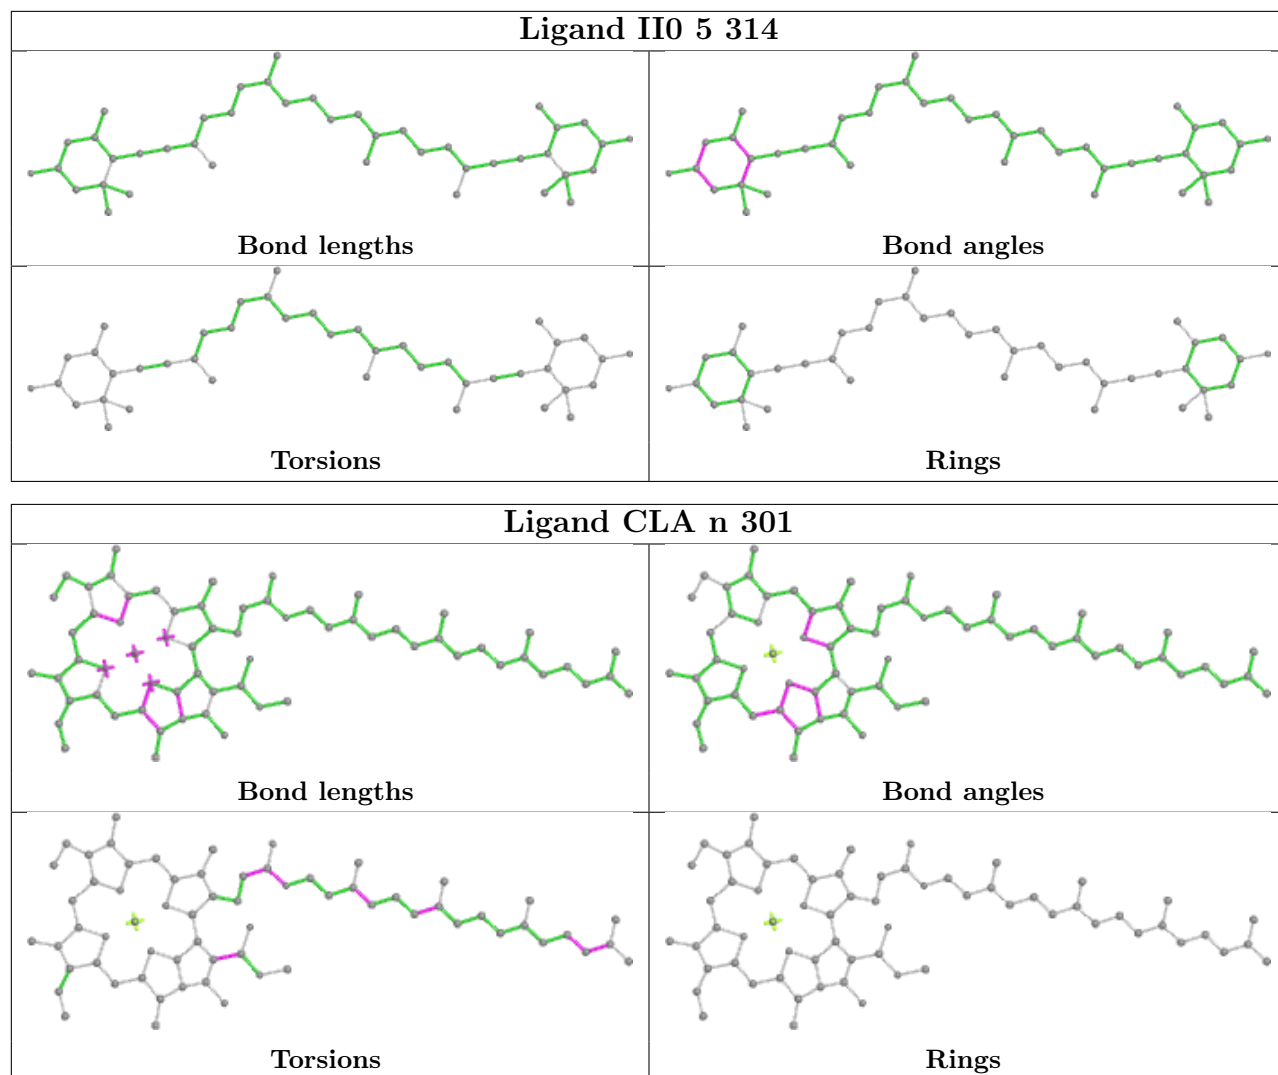 Ligand II0 5 314
Bond lengths
Bond angles
Torsions
Rings
Ligand CLA n 301
Bond lengths
Bond angles
Torsions
Rings